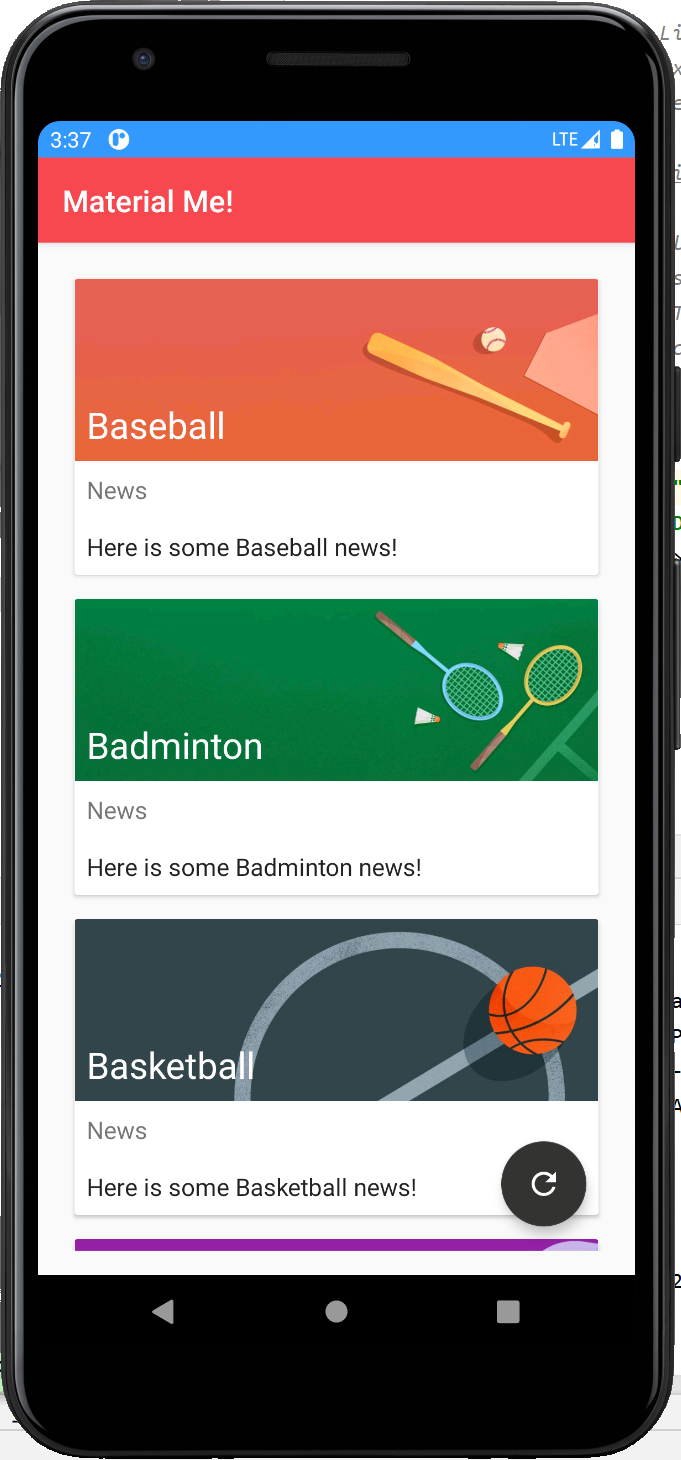 3:37
LTE
Material Me!
Baseball
News
Here is some Baseball news!
Badminton
News
Here is some Badminton news!
Basketball
News
Here is some Basketball news!